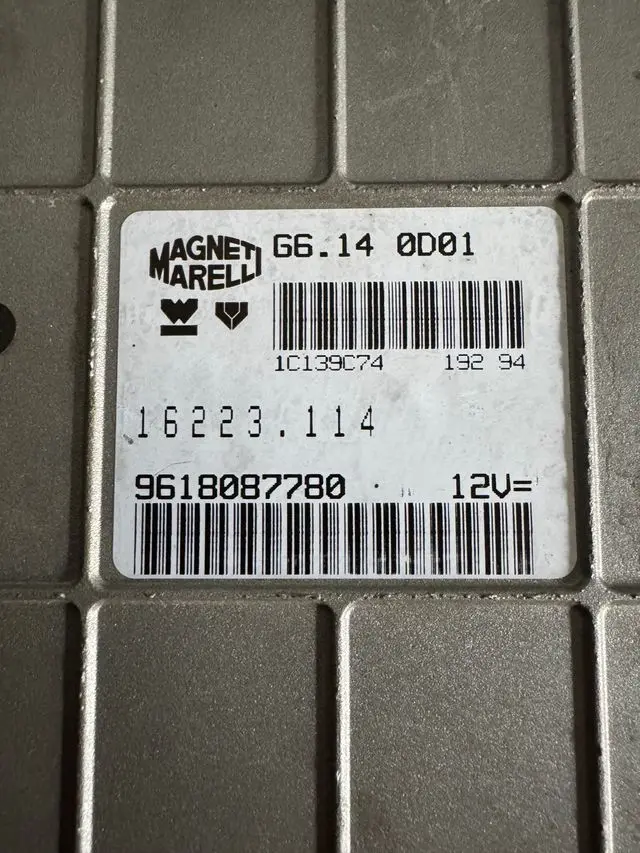 MAGNETI
MARELLI
G6.14 0D01
1C139C74 192 94
16223.114
9618087780 12V=